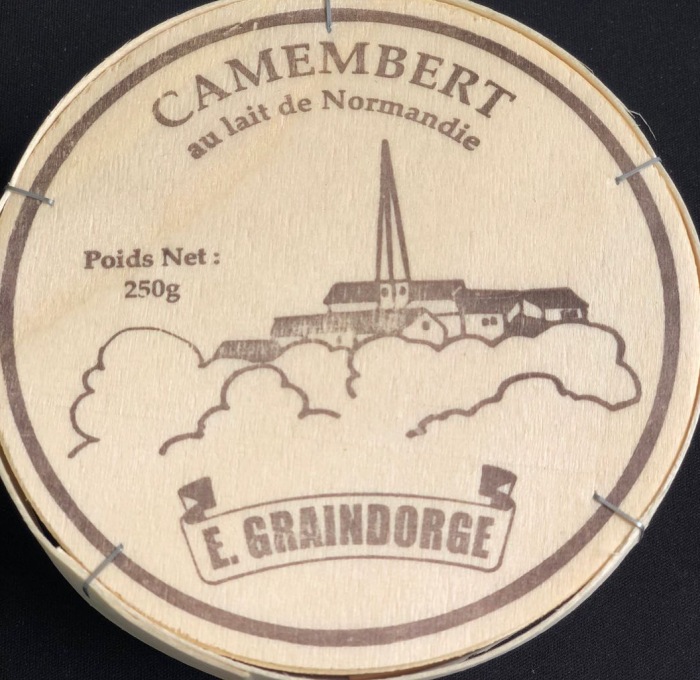 CAMEMBERT
au lait de Normandie
Poids Net :
250g
E. GRAINDORGE